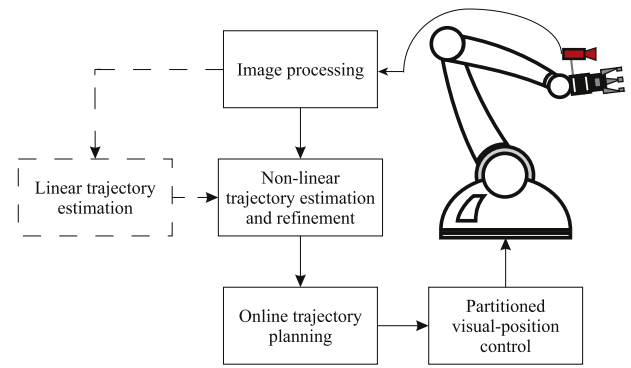 Image processing
Linear trajectory
estimation
Non-linear
trajectory estimation
and refinement
Online trajectory
planning
Partitioned
visual-position
control